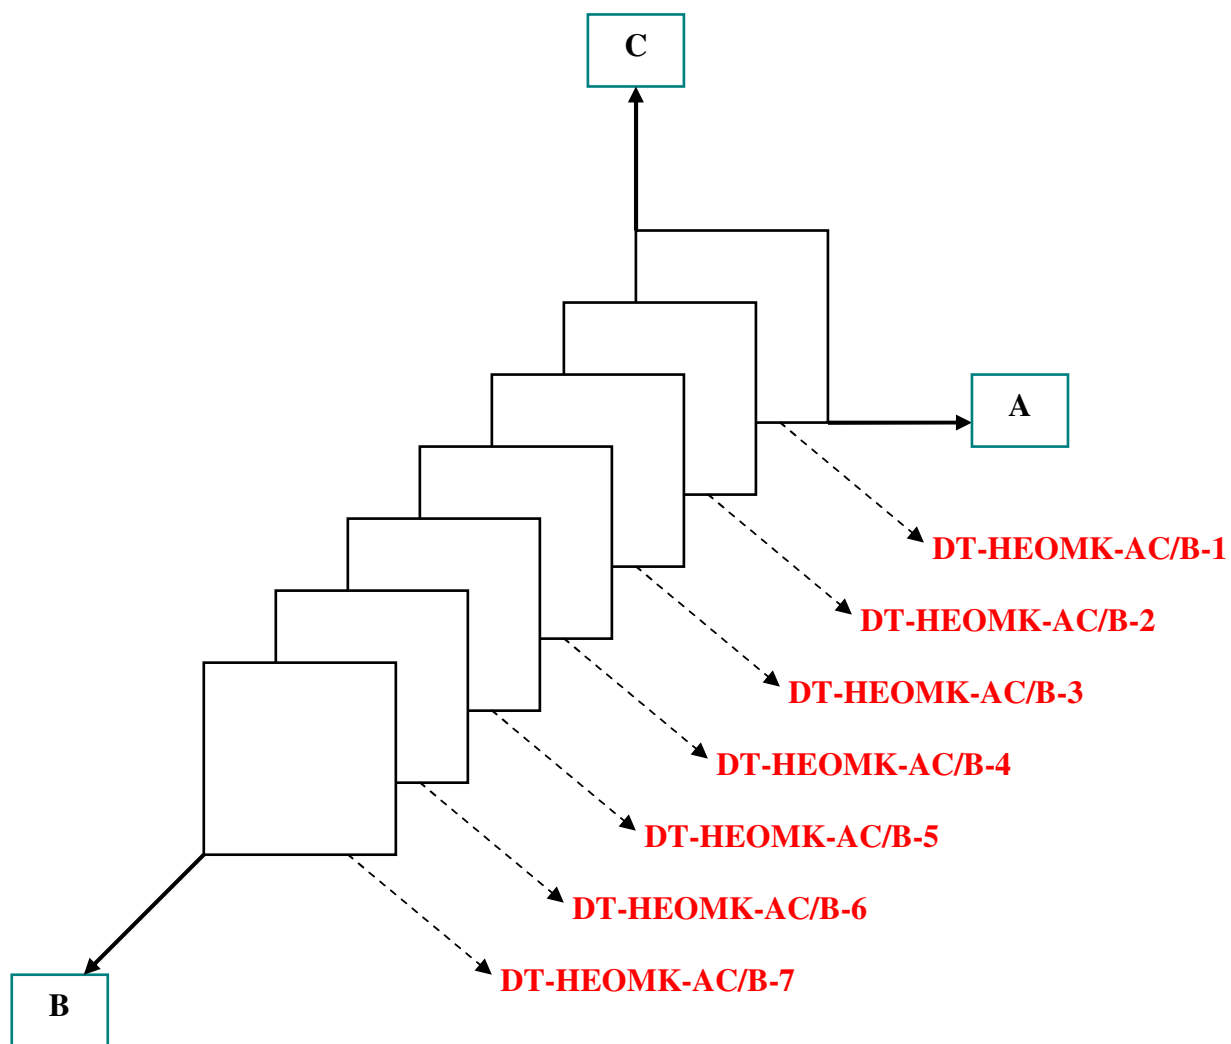 C
A
DT-HEOMK-AC/B-1
DT-HEOMK-AC/B-2
DT-HEOMK-AC/B-3
DT-HEOMK-AC/B-4
DT-HEOMK-AC/B-5
DT-HEOMK-AC/B-6
DT-HEOMK-AC/B-7
B